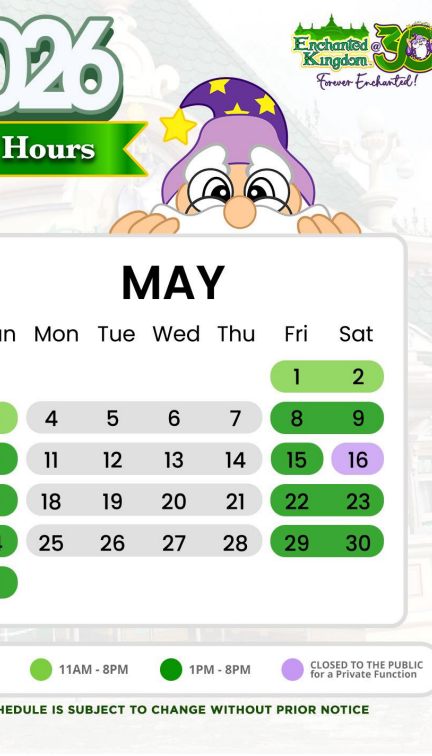 026
Enchanted @ 30
Kingdom
Forever Enchanted!
Hours
MAY
un Mon Tue Wed Thu Fri Sat
1 2
4 5 6 7 8 9
11 12 13 14 15 16
18 19 20 21 22 23
4 25 26 27 28 29 30
11AM - 8PM 1PM - 8PM CLOSED TO THE PUBLIC
for a Private Function
HEDULE IS SUBJECT TO CHANGE WITHOUT PRIOR NOTICE